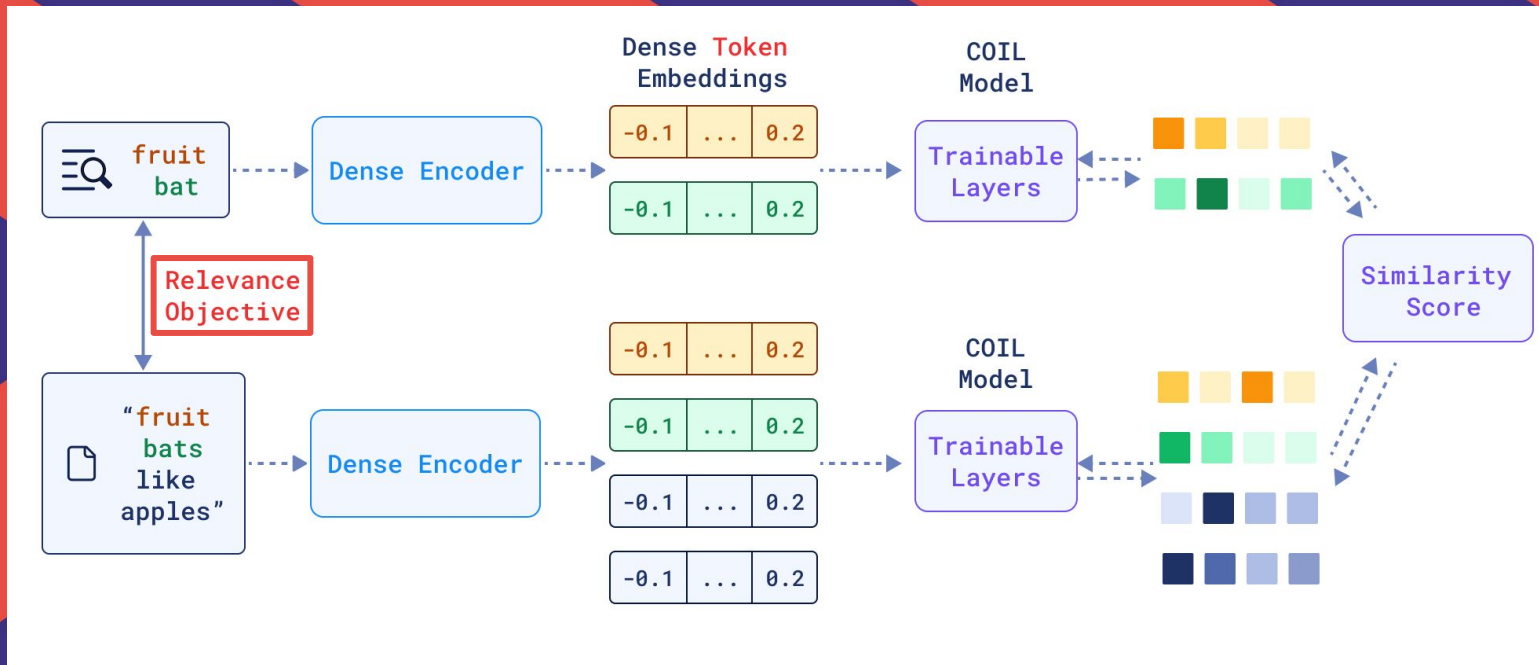 Dense Token
Embeddings
COIL
Model
fruit
bat
Dense Encoder
-0.1 ... 0.2
-0.1 ... 0.2
Trainable
Layers
Relevance
Objective
Similarity
Score
“fruit
bats
like
apples”
Dense Encoder
-0.1 ... 0.2
-0.1 ... 0.2
-0.1 ... 0.2
-0.1 ... 0.2
COIL
Model
Trainable
Layers